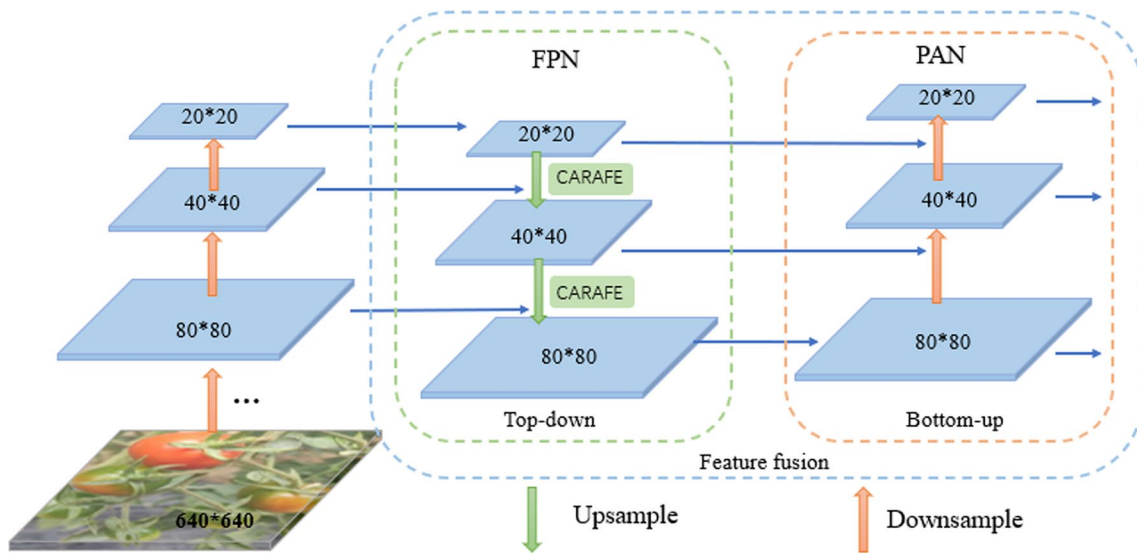 FPN
PAN
20*20
20*20
20*20
CARAFE
40*40
40*40
40*40
CARAFE
80*80
80*80
80*80
...
Top-down
Bottom-up
Feature fusion
640*640
Upsample
Downsample